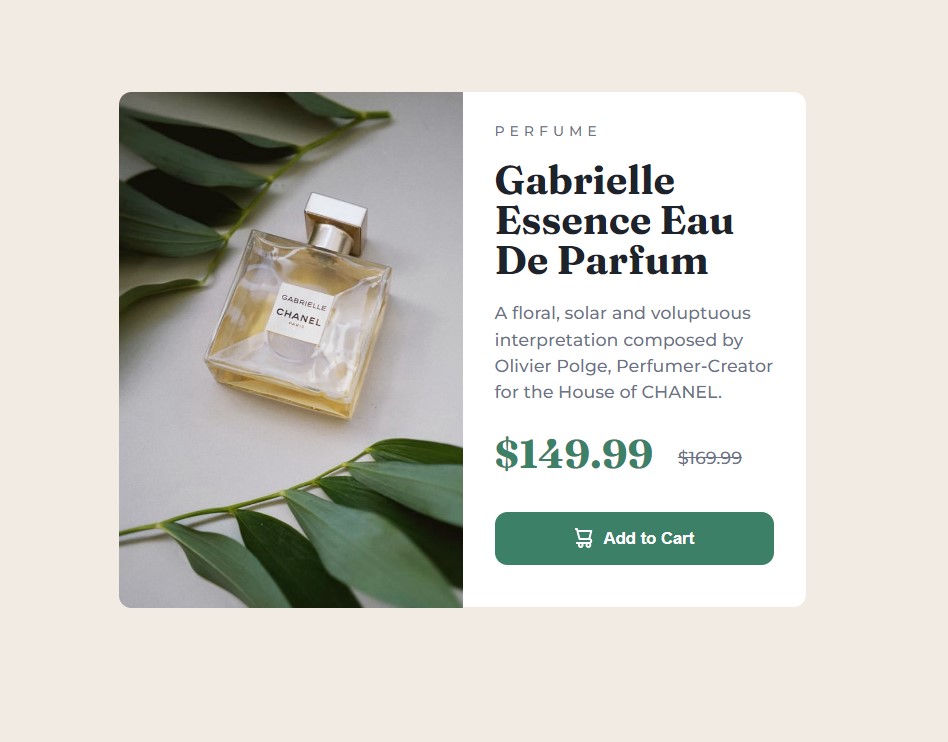 GABRIELLE
CHANEL
PARIS
PERFUME
Gabrielle
Essence Eau
De Parfum
A floral, solar and voluptuous
interpretation composed by
Olivier Polge, Perfumer-Creator
for the House of CHANEL.
$149.99 $169.99
Add to Cart